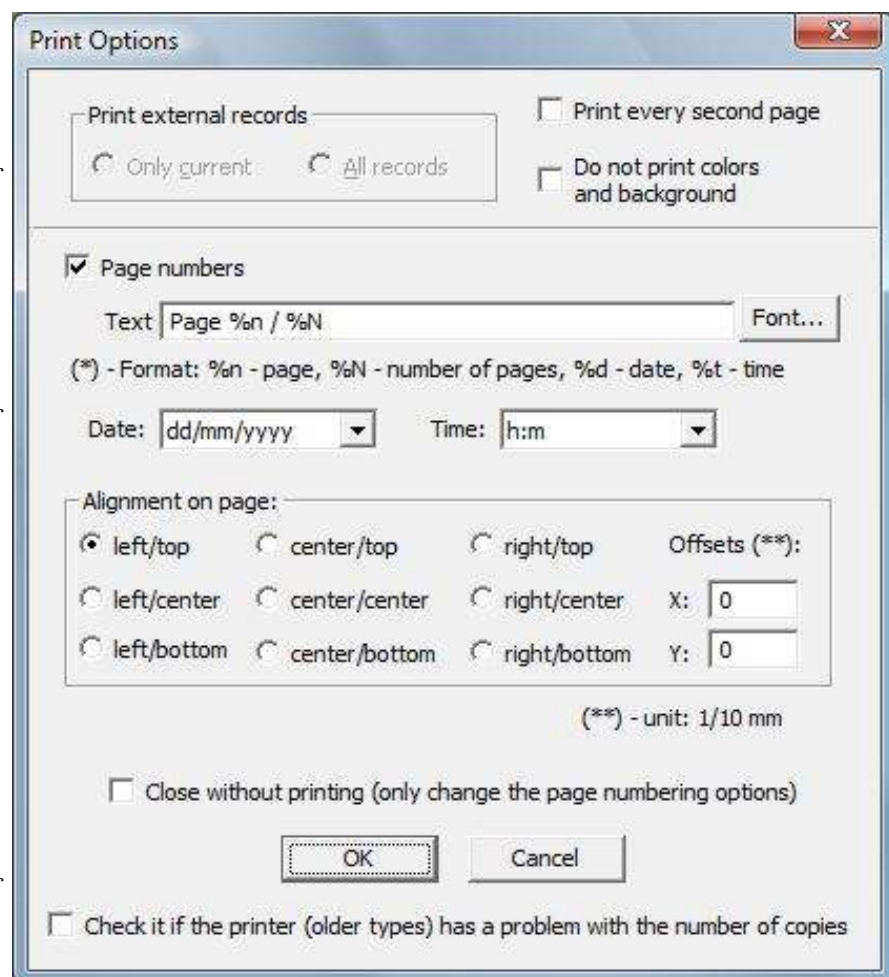 Print Options
Print external records
Print every second page
Only current
All records
Do not print colors
and background
Page numbers
Text Page %n / %N
Font...
(*) - Format: %n - page, %N - number of pages, %d - date, %t - time
Date: dd/mm/yyyy
Time: h:m
Alignment on page:
left/top center/top right/top Offsets (**):
left/center center/center right/center X: 0
left/bottom center/bottom right/bottom Y: 0
(**) - unit: 1/10 mm
Close without printing (only change the page numbering options)
OK Cancel
Check it if the printer (older types) has a problem with the number of copies